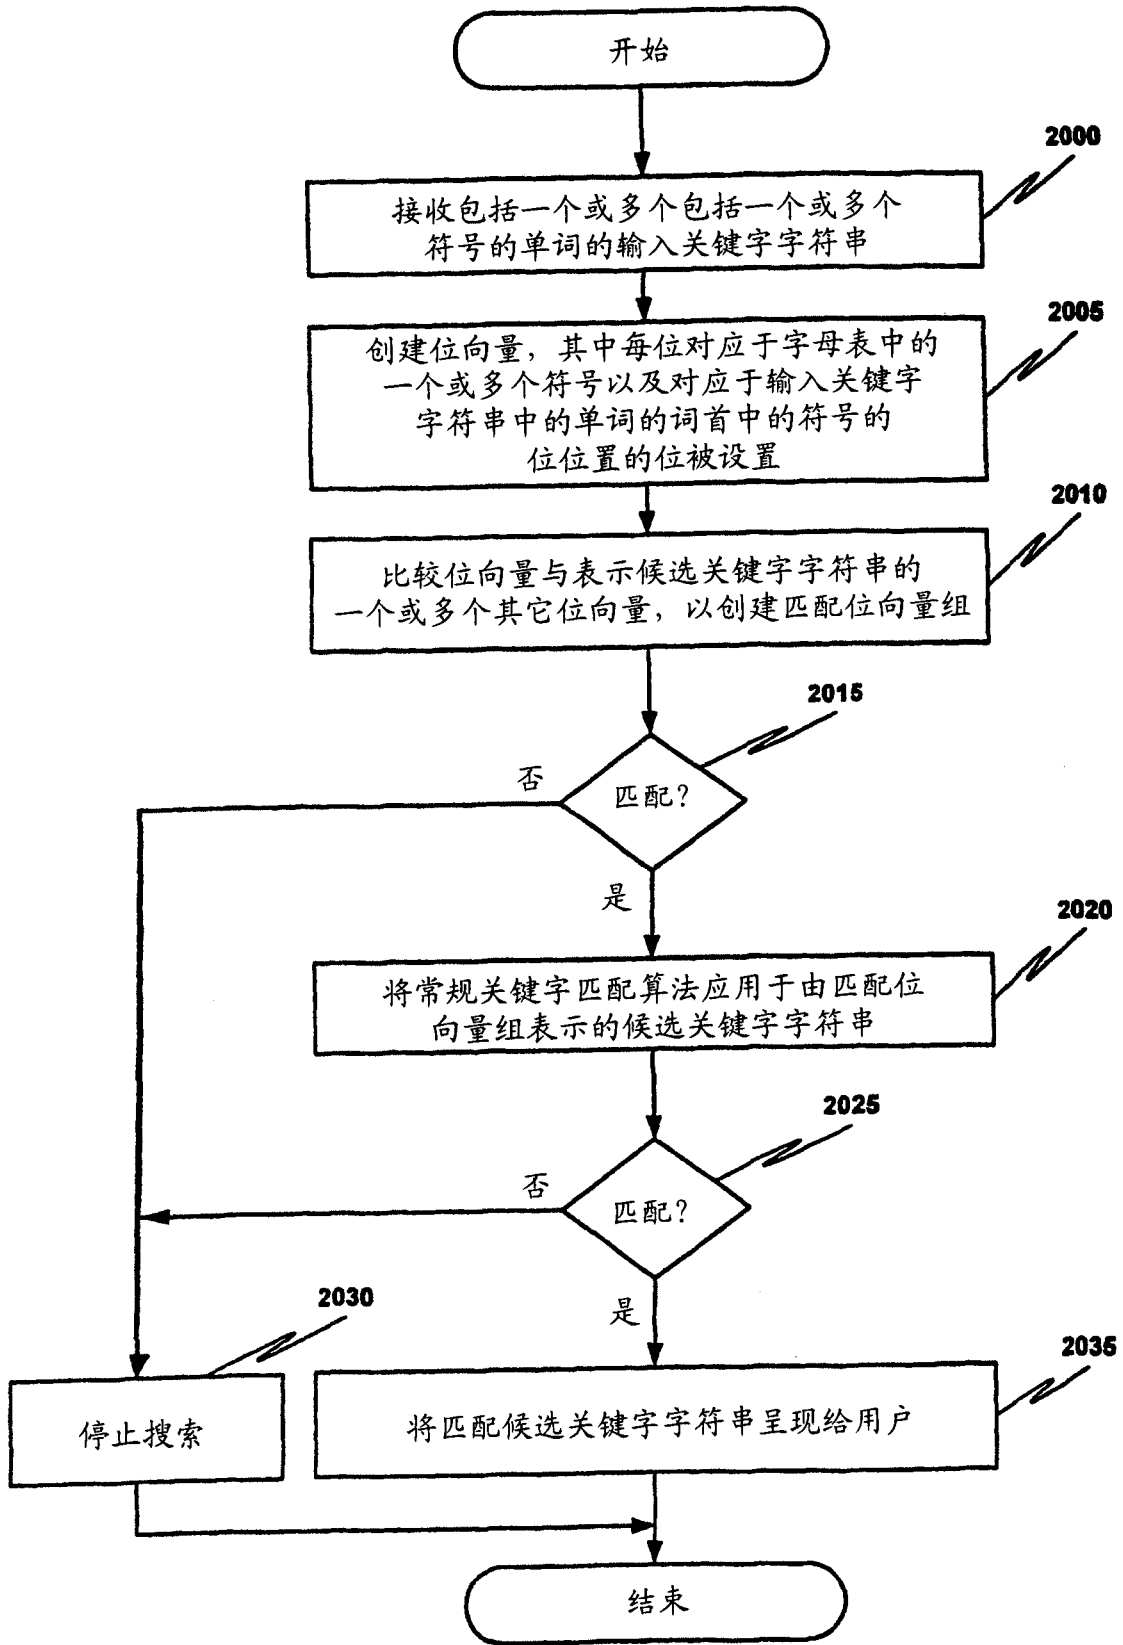 开始
2000
接收包括一个或多个包括一个或多个
符号的单词的输入关键字字符串
2005
创建位向量，其中每位对应于字母表中的
一个或多个符号以及对应于输入关键字
字符串中的单词的词首中的符号的
位位置的位被设置
2010
比较位向量与表示候选关键字字符串的
一个或多个其它位向量，以创建匹配位向量组
2015
否
匹配？
是
2020
将常规关键字匹配算法应用于由匹配位
向量组表示的候选关键字字符串
2025
否
匹配？
是
2030
停止搜索
2035
将匹配候选关键字字符串呈现给用户
结束